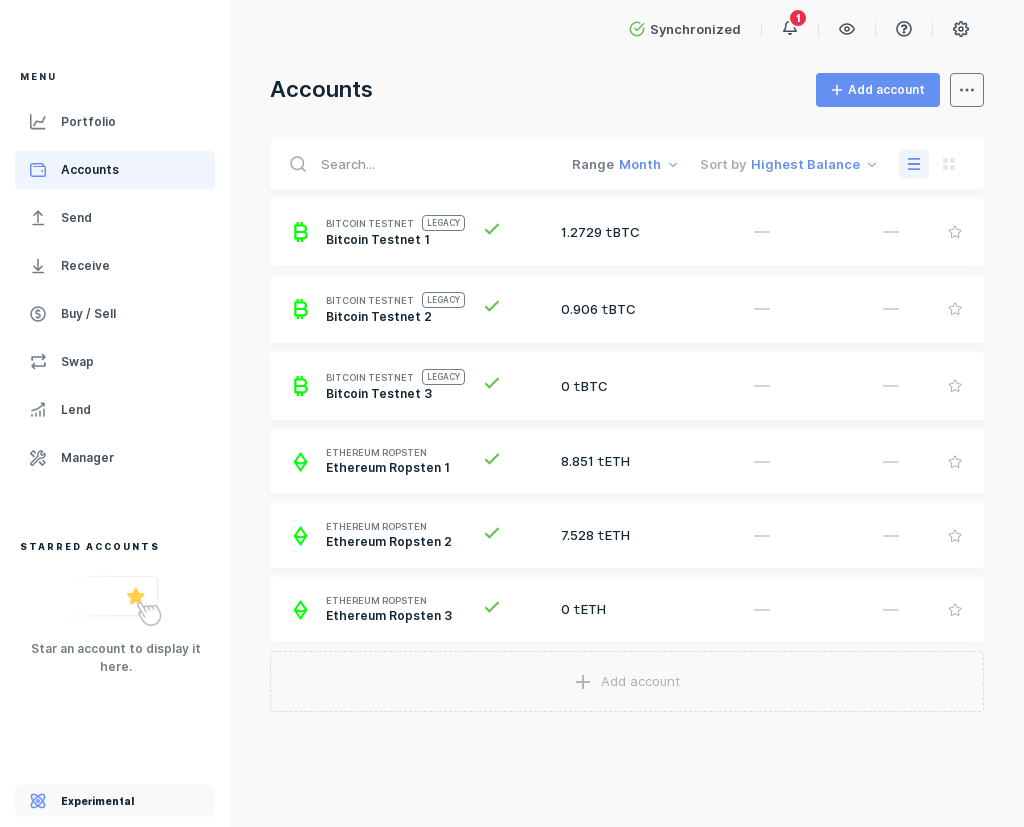 MENU
Portfolio
Accounts
Send
Receive
Buy / Sell
Swap
Lend
Manager
STARRED ACCOUNTS
Star an account to display it
here.
Experimental
Synchronized
1
Accounts
Add account
Search...
Range Month
Sort by Highest Balance
BITCOIN TESTNET LEGACY
Bitcoin Testnet 1
1.2729 tBTC
BITCOIN TESTNET LEGACY
Bitcoin Testnet 2
0.906 tBTC
BITCOIN TESTNET LEGACY
Bitcoin Testnet 3
0 tBTC
ETHEREUM ROPSTEN
Ethereum Ropsten 1
8.851 tETH
ETHEREUM ROPSTEN
Ethereum Ropsten 2
7.528 tETH
ETHEREUM ROPSTEN
Ethereum Ropsten 3
0 tETH
Add account